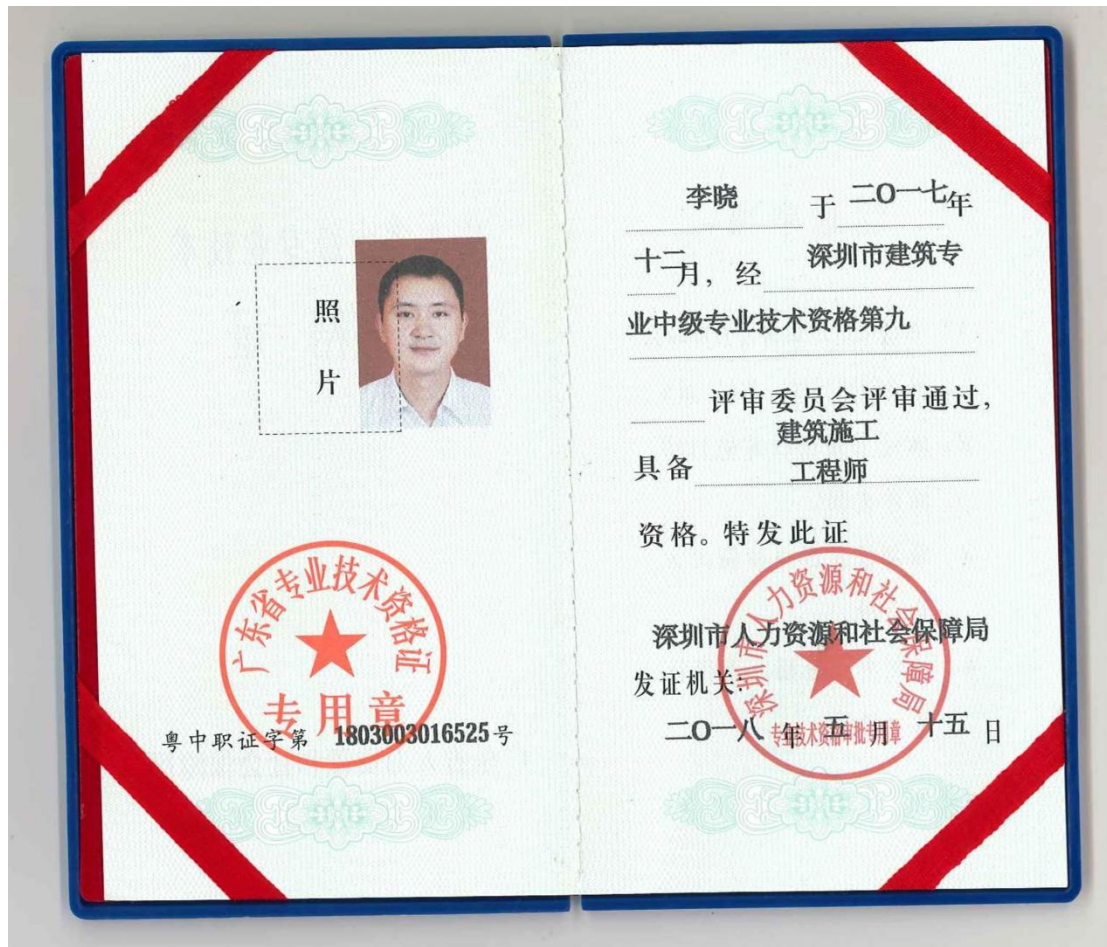 照
片
广东省专业技术资格证
专用章
粤中职证字第 1803003016525号
李晓 于 二〇一七年
十二月，经 深圳市建筑专
业中级专业技术资格第九
评审委员会评审通过，
建筑施工
具备 工程师
资格。特发此证
深圳市人力资源和社会保障局
深圳市人力资源和社会保障局
发证机关：
二〇一八 年 五 月 十五 日
专业技术资格审批专用章